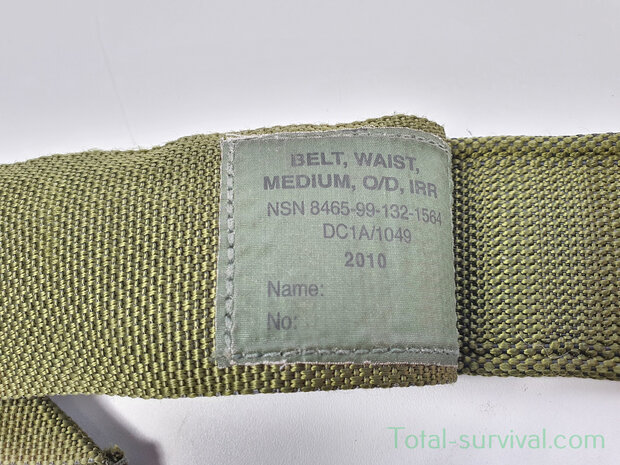 BELT, WAIST,
MEDIUM, O/D, IRR
NSN 8465-99-132-1564
DC1A/1049
2010
Name:
No:
Total-survival.com